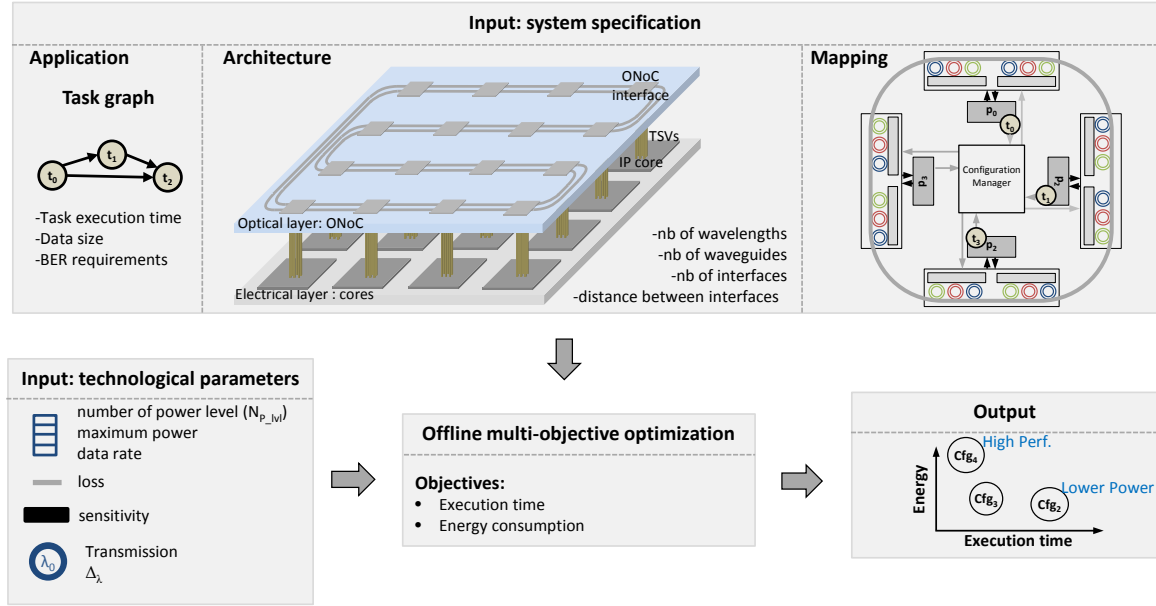 Input: system specification
Application
Task graph
t0
t1
t2
-Task execution time
-Data size
-BER requirements
Architecture
ONoC
interface
TSVs
IP core
Optical layer: ONoC
Electrical layer : cores
-nb of wavelengths
-nb of waveguides
-nb of interfaces
-distance between interfaces
Mapping
p0
t0
p3
Configuration
Manager
p2
t1
t3
p2
Input: technological parameters
number of power level (NP_lvl)
maximum power
data rate
loss
sensitivity
λ0
Transmission
Δλ
Offline multi-objective optimization
Objectives:
• Execution time
• Energy consumption
Output
High Perf.
Cfg4
Lower Power
Cfg3
Cfg2
Energy
Execution time